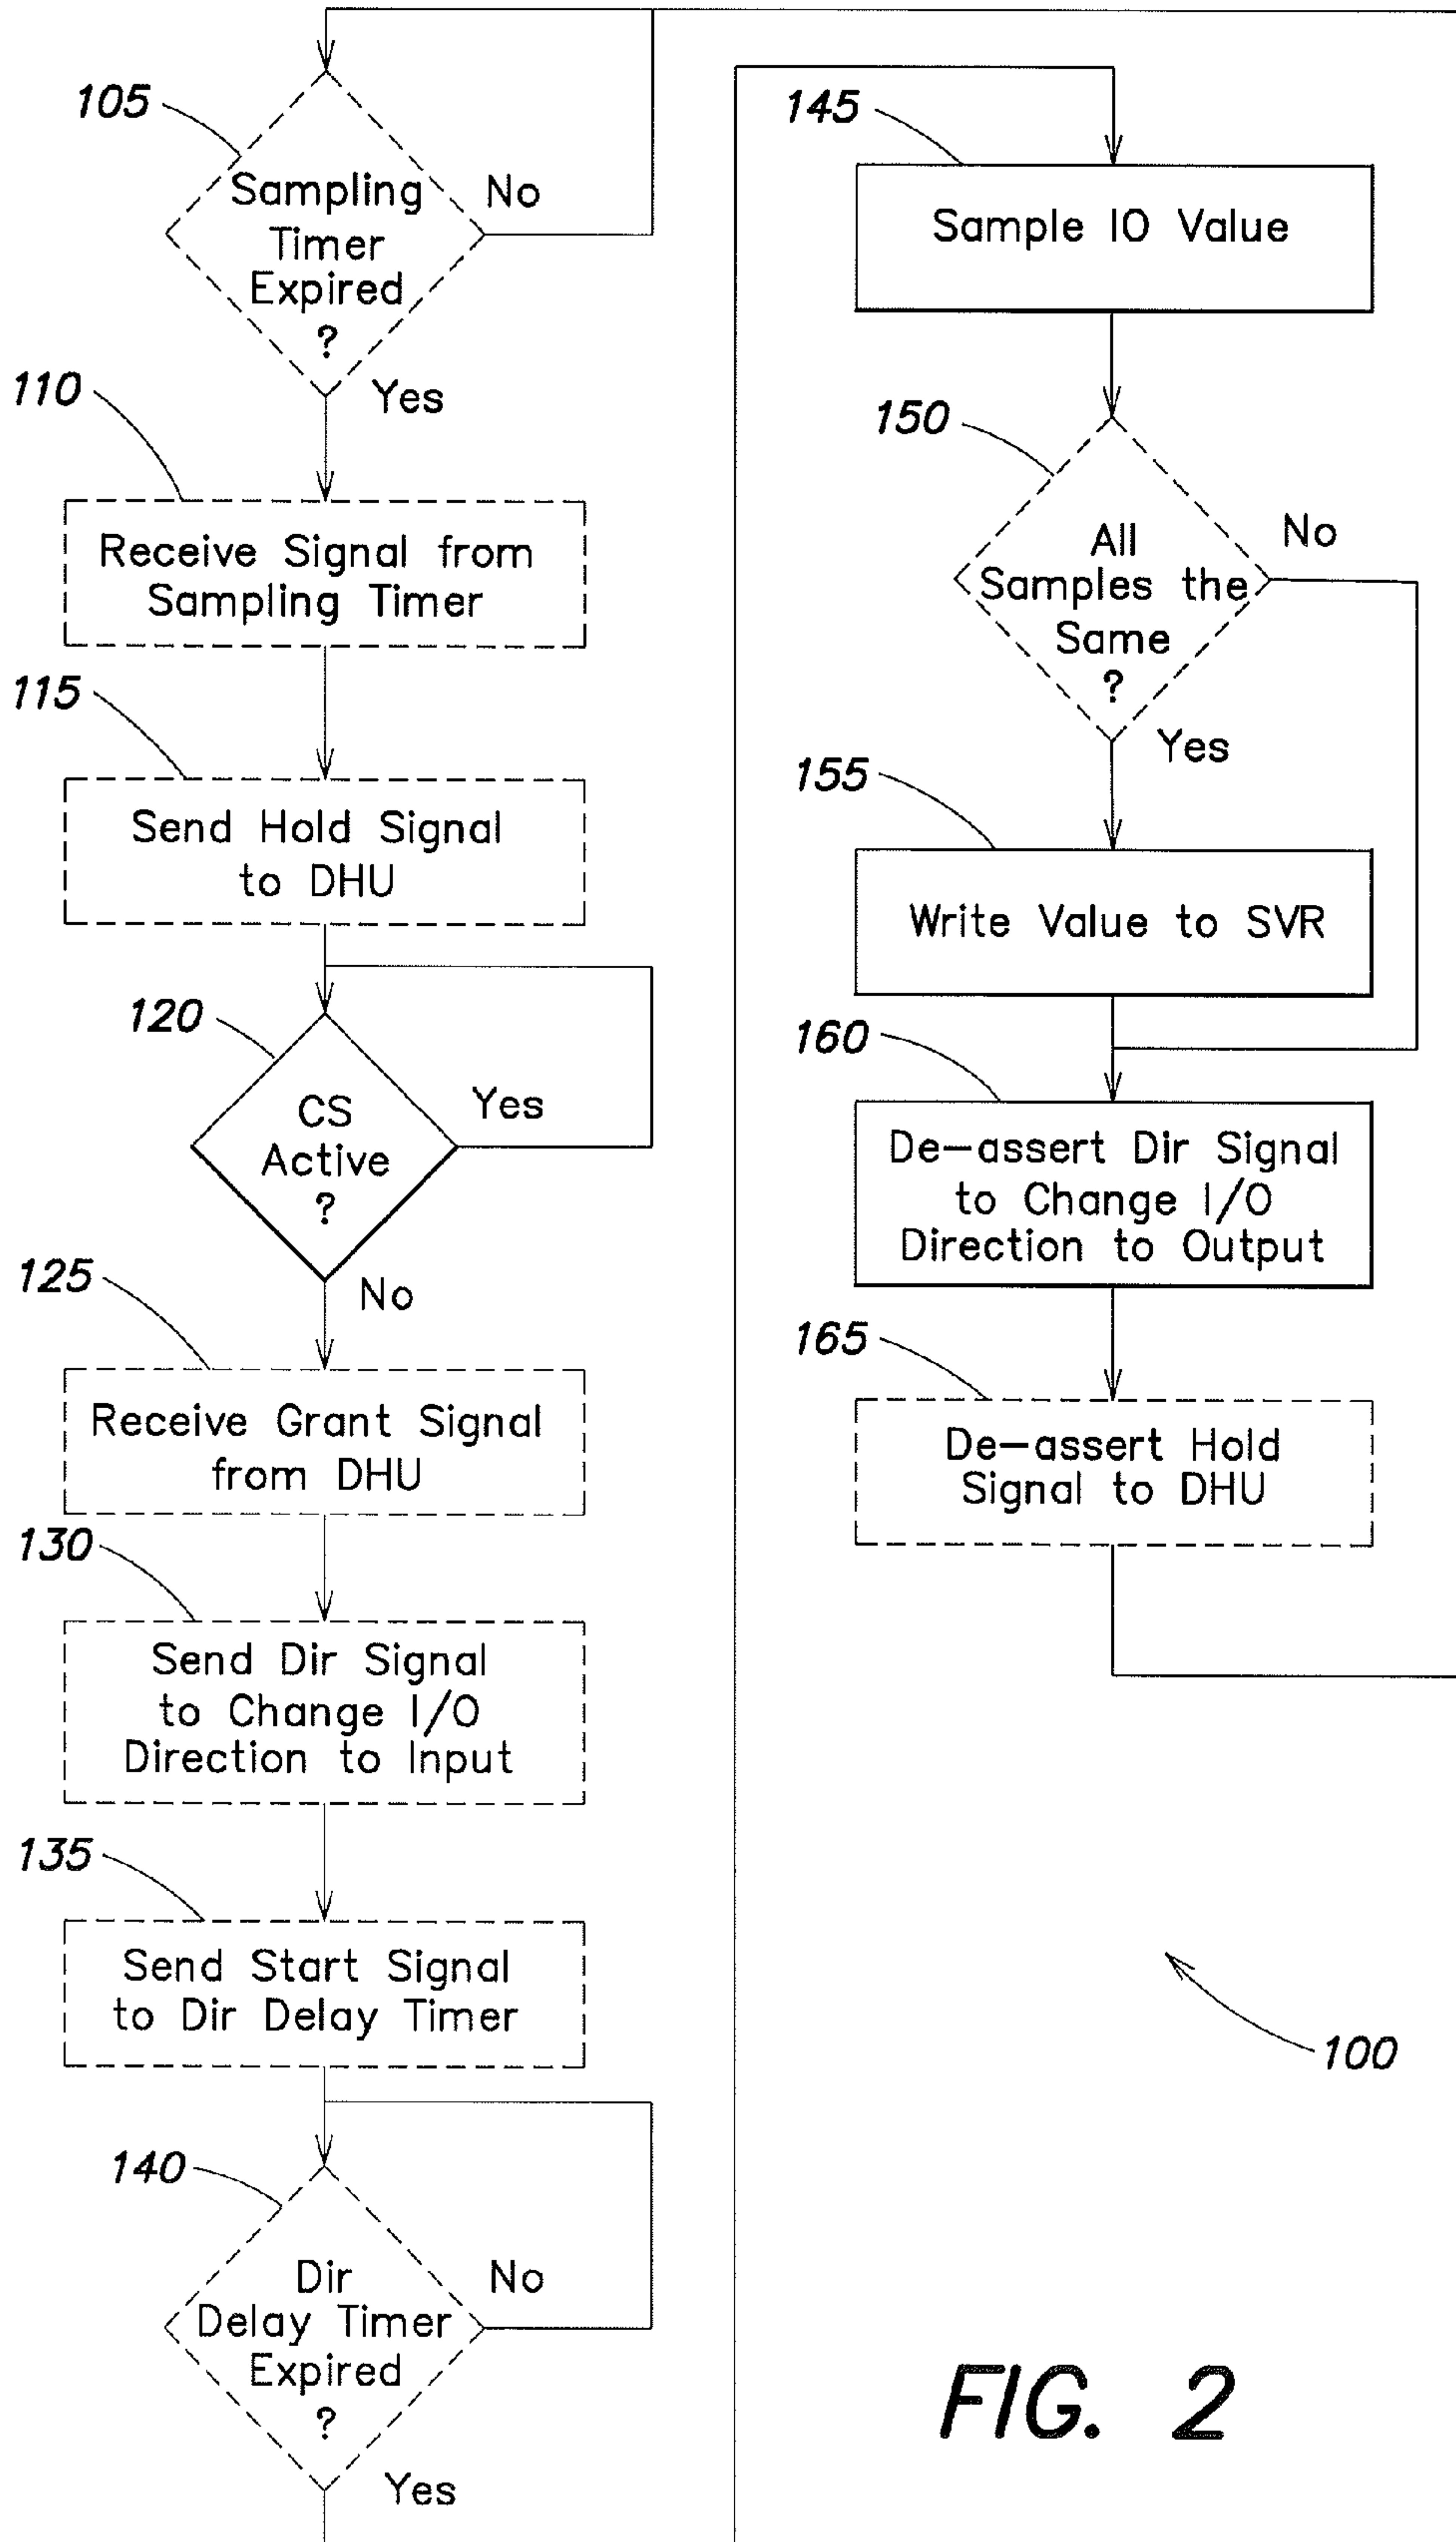 105
Sampling
Timer
Expired
?
No
Yes
110
Receive Signal from
Sampling Timer
115
Send Hold Signal
to DHU
120
CS
Active
?
Yes
No
125
Receive Grant Signal
from DHU
130
Send Dir Signal
to Change I/O
Direction to Input
135
Send Start Signal
to Dir Delay Timer
140
Dir
Delay Timer
Expired
?
No
Yes
145
Sample IO Value
150
All
Samples the
Same
?
No
Yes
155
Write Value to SVR
160
De-assert Dir Signal
to Change I/O
Direction to Output
165
De-assert Hold
Signal to DHU
100
FIG. 2